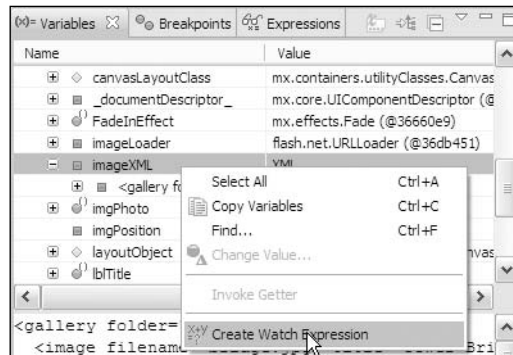 (x)= Variables Breakpoints Expressions
Name Value
canvasLayoutClass mx.containers.utilityClasses.Canvas
_documentDescriptor_ mx.core.UIComponentDescriptor (@
FadeInEffect mx.effects.Fade (@36660e9)
imageLoader flash.net.URLLoader (@36db451)
imageXML XML
<gallery fo
imgPhoto
imgPosition
layoutObject nvas
lblTitle
Select All Ctrl+A
Copy Variables Ctrl+C
Find... Ctrl+F
Change Value...
Invoke Getter
X+Y Create Watch Expression
<gallery folder=
<image filename=